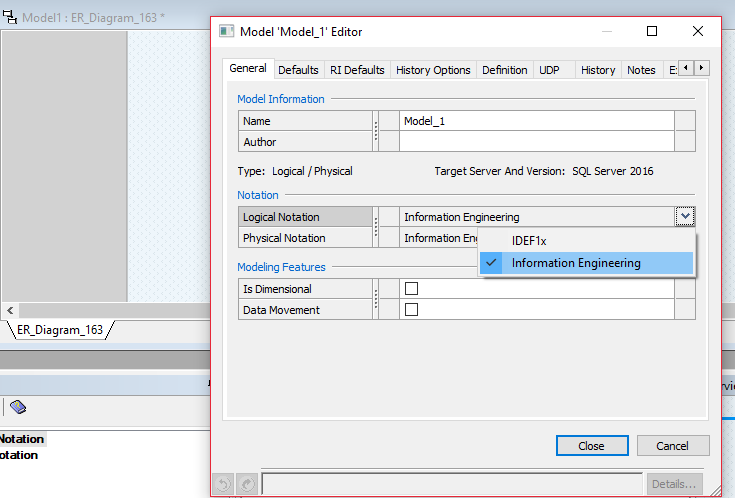 Model1 : ER_Diagram_163 *
Model 'Model_1' Editor
General Defaults RI Defaults History Options Definition UDP History Notes
Model Information
Name Model_1
Author
Type: Logical / Physical Target Server And Version: SQL Server 2016
Notation
Logical Notation Information Engineering
Physical Notation Information
IDEF1x
Information Engineering
Modeling Features
Is Dimensional
Data Movement
ER_Diagram_163
Notation
otation
Close Cancel
Details...